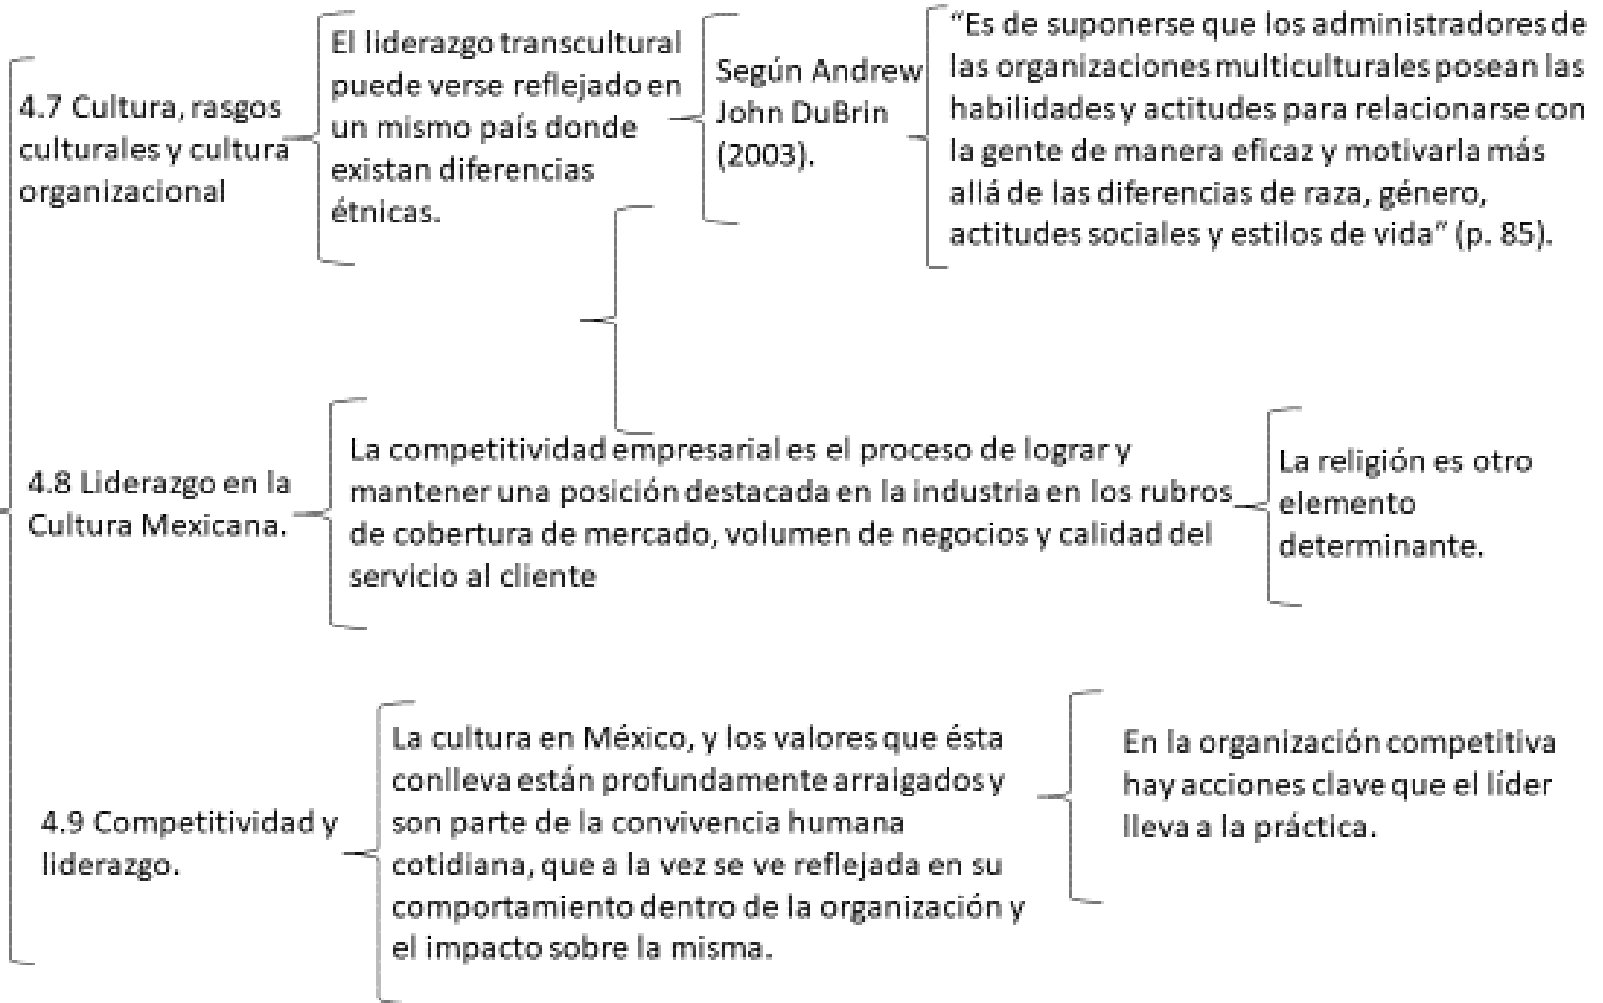 4.7 Cultura, rasgos
culturales y cultura
organizacional
El liderazgo transcultural
puede verse reflejado en
un mismo país donde
existan diferencias
étnicas.
Según Andrew
John DuBrin
(2003).
“Es de suponerse que los administradores de
las organizaciones multiculturales posean las
habilidades y actitudes para relacionarse con
la gente de manera eficaz y motivarla más
allá de las diferencias de raza, género,
actitudes sociales y estilos de vida” (p. 85).
4.8 Liderazgo en la
Cultura Mexicana.
La competitividad empresarial es el proceso de lograr y
mantener una posición destacada en la industria en los rubros
de cobertura de mercado, volumen de negocios y calidad del
servicio al cliente
La religión es otro
elemento
determinante.
4.9 Competitividad y
liderazgo.
La cultura en México, y los valores que ésta
conlleva están profundamente arraigados y
son parte de la convivencia humana
cotidiana, que a la vez se ve reflejada en su
comportamiento dentro de la organización y
el impacto sobre la misma.
En la organización competitiva
hay acciones clave que el líder
lleva a la práctica.